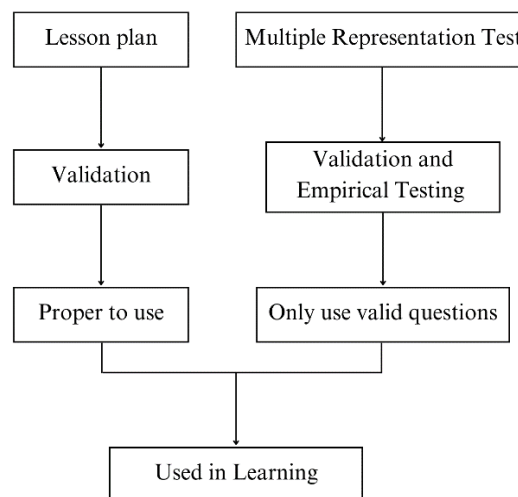 Lesson plan
Multiple Representation Test
Validation
Validation and
Empirical Testing
Proper to use
Only use valid questions
Used in Learning